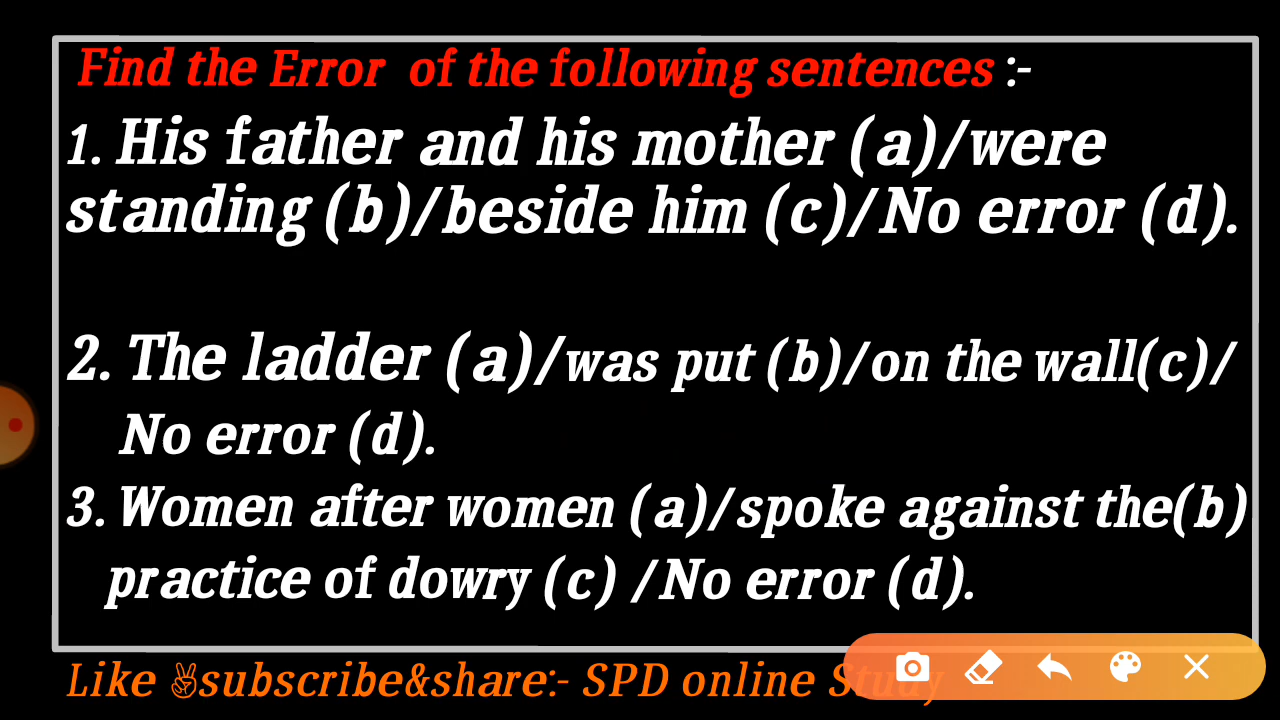 Find the Error of the following sentences :-
1. His father and his mother (a)/were
standing (b)/beside him (c)/No error (d).
2. The ladder (a)/was put (b)/on the wall(c)/
No error (d).
3. Women after women (a)/spoke against the(b)
practice of dowry (c) /No error (d).
Like ✌subscribe&share:- SPD online Study